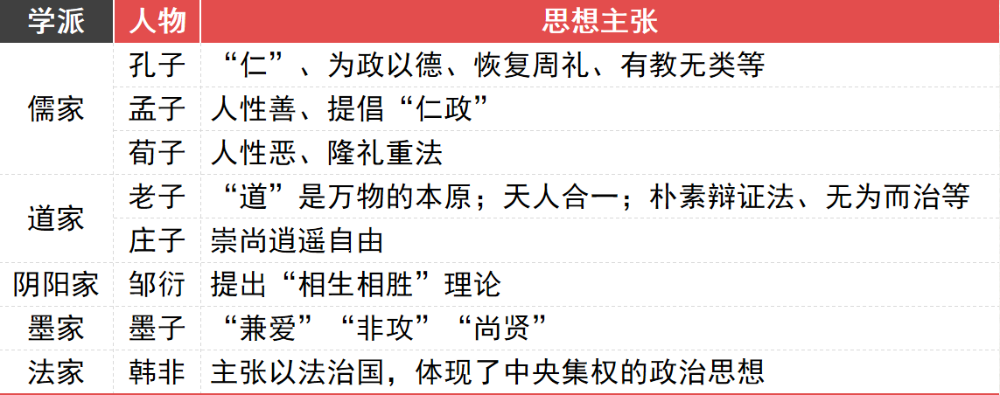 学派 人物 思想主张
儒家 孔子 “仁”、为政以德、恢复周礼、有教无类等
孟子 人性善、提倡“仁政”
荀子 人性恶、隆礼重法
道家 老子 “道”是万物的本原；天人合一；朴素辩证法、无为而治等
庄子 崇尚逍遥自由
阴阳家 邹衍 提出“相生相胜”理论
墨家 墨子 “兼爱”“非攻”“尚贤”
法家 韩非 主张以法治国，体现了中央集权的政治思想